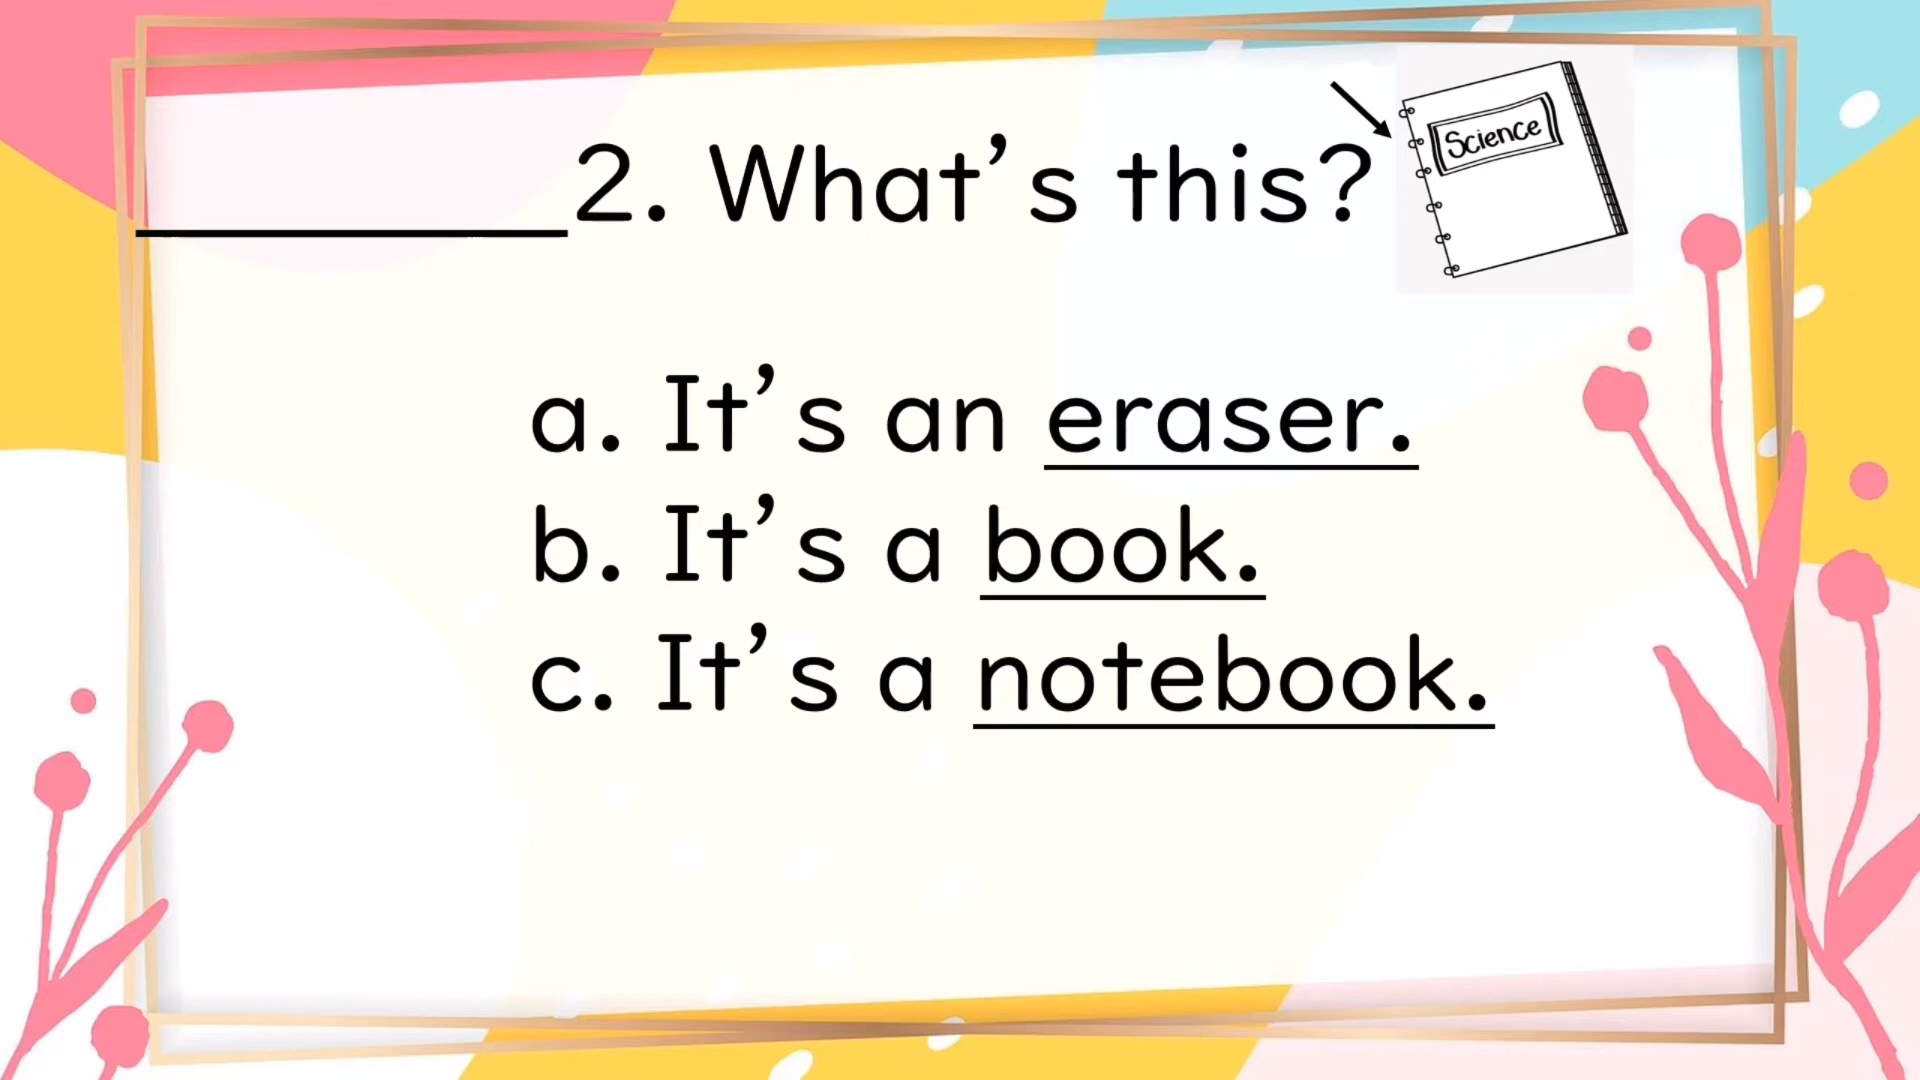 2. What’s this?
Science
a. It’s an eraser.
b. It’s a book.
c. It’s a notebook.